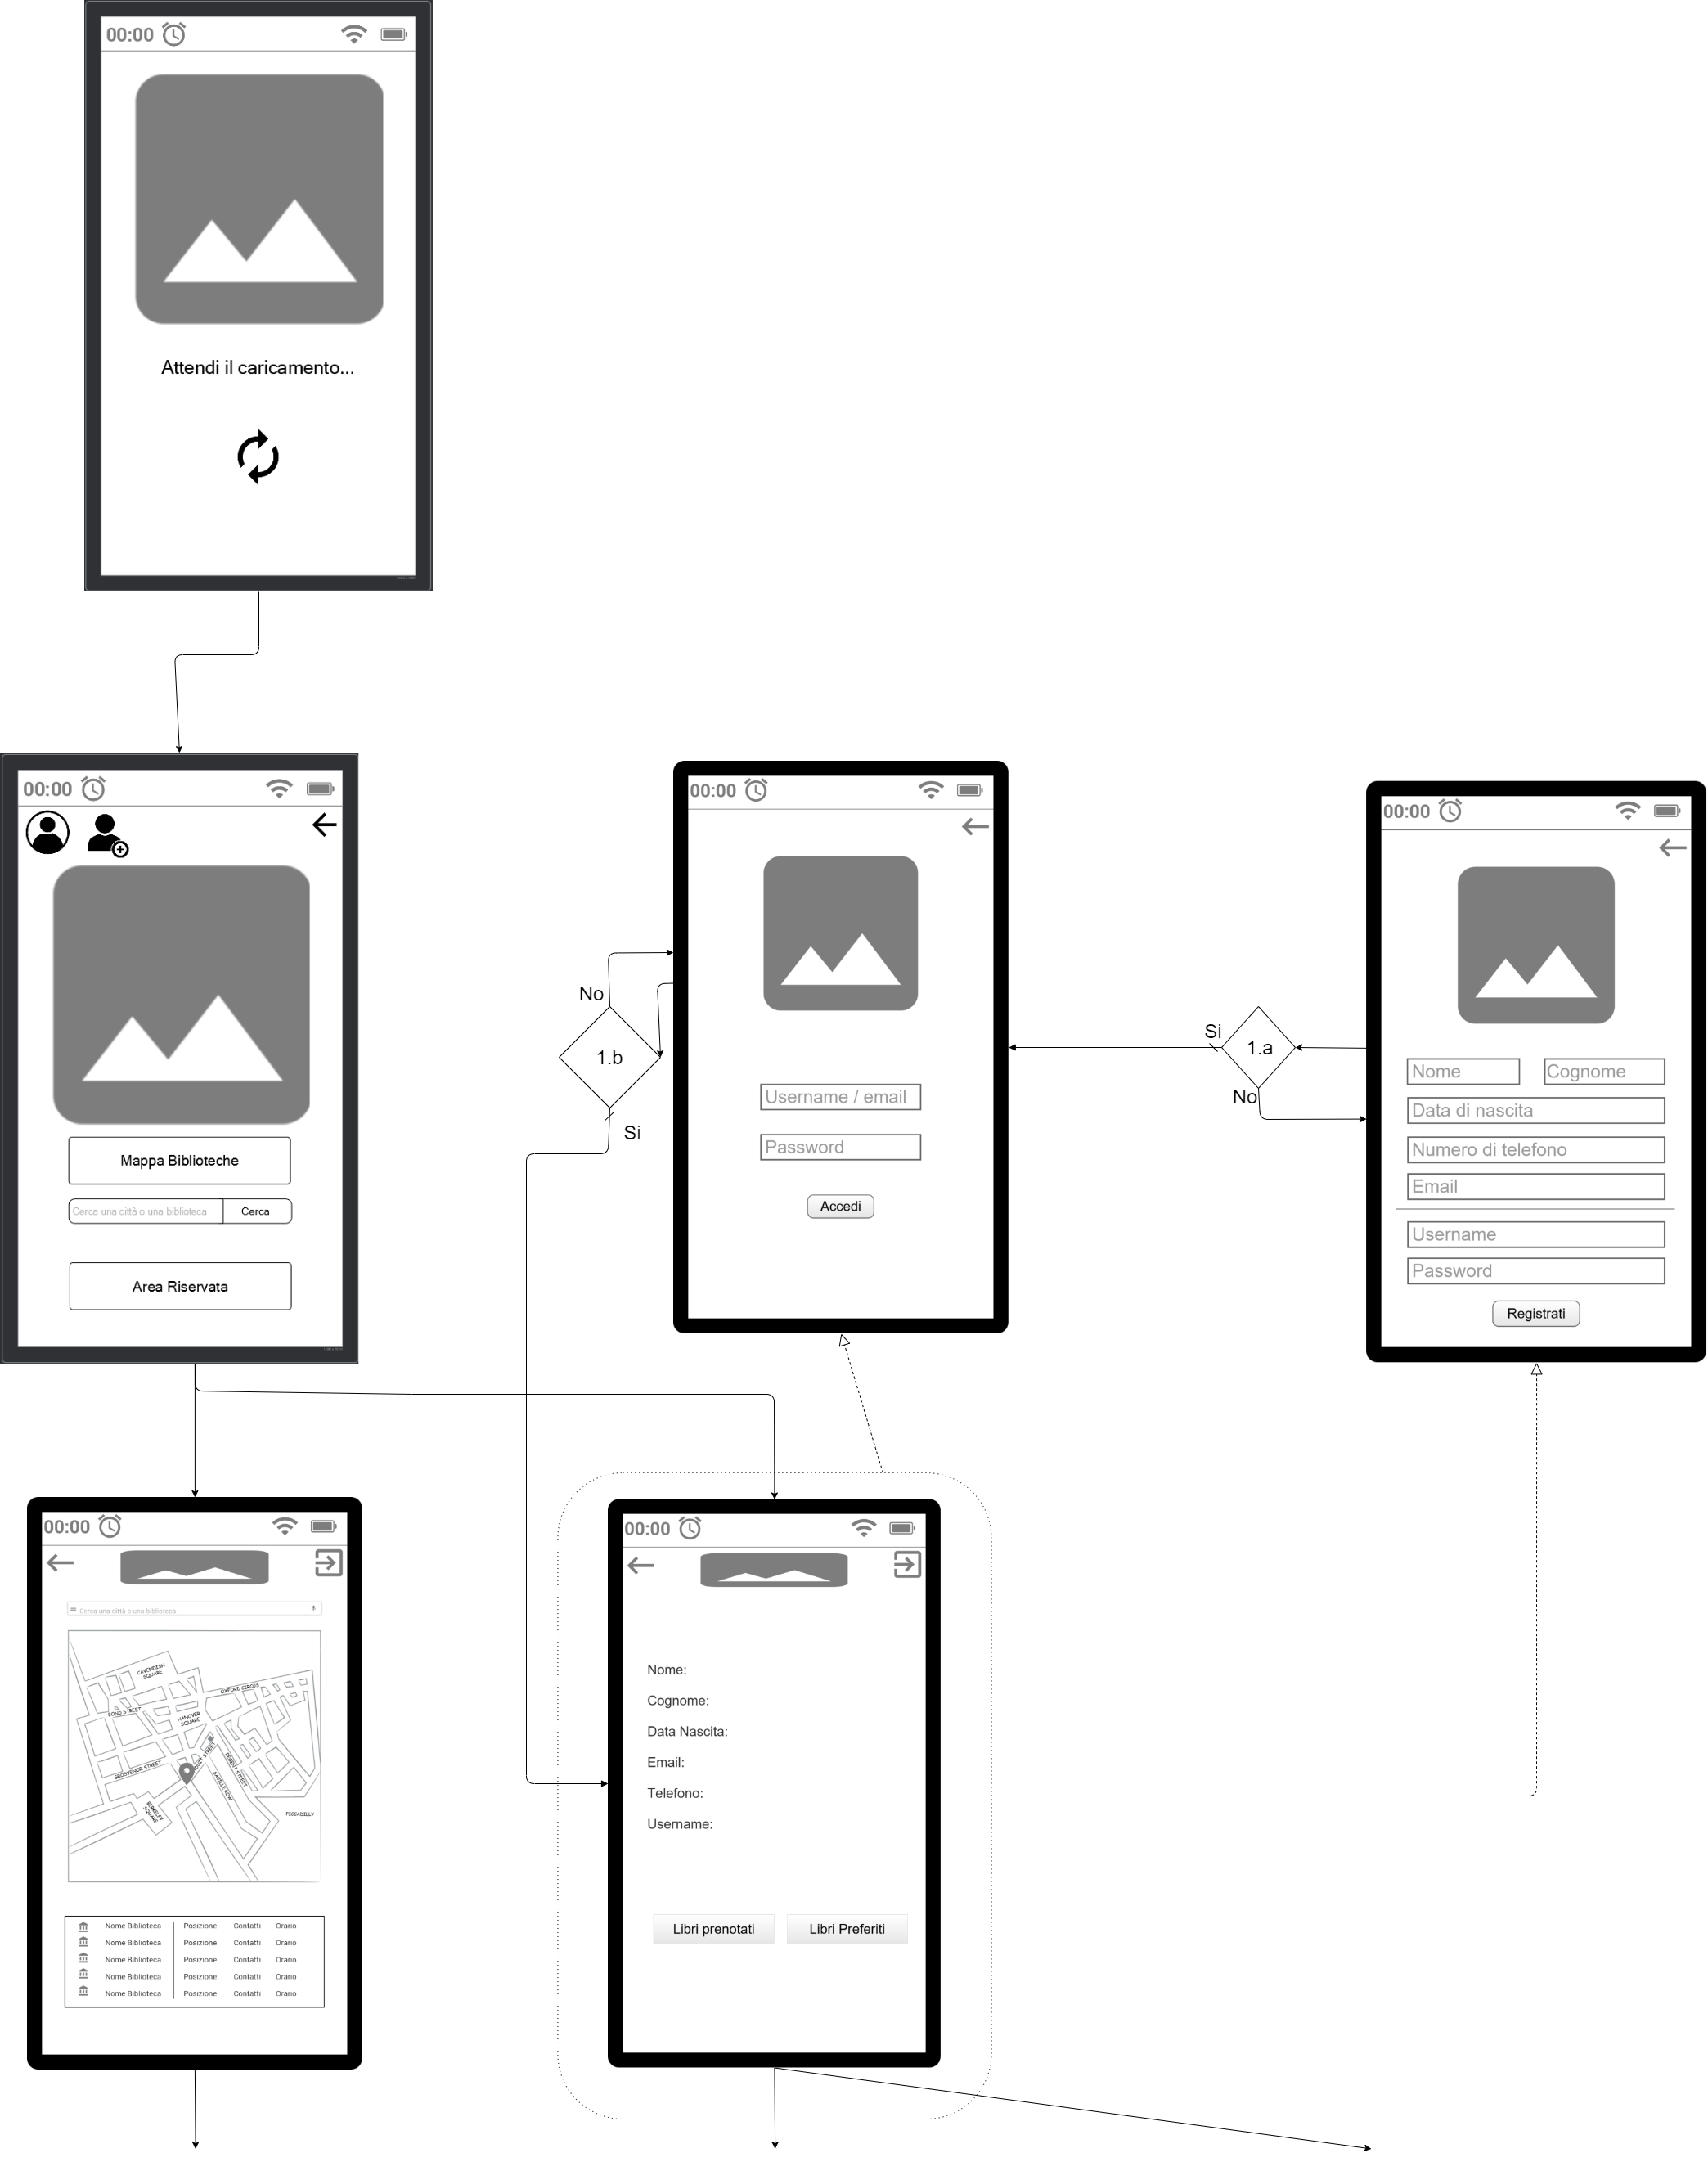 00:00
Attendi il caricamento...
00:00
Mappa Biblioteche
Cerca una città o una biblioteca
Cerca
Area Riservata
No
1.b
Si
00:00
Username / email
Password
Accedi
Si
1.a
No
00:00
Nome
Cognome
Data di nascita
Numero di telefono
Email
Username
Password
Registrati
00:00
Cerca una città o una biblioteca
CAVENDISH
SQUARE
OXFORD CIRCUS
BOND STREET
HANOVER
SQUARE
GROSVENOR STREET
REGENT STREET
SAVILLE ROW
BERKELEY
SQUARE
PICCADILLY
Nome Biblioteca Posizione Contatti Orario
Nome Biblioteca Posizione Contatti Orario
Nome Biblioteca Posizione Contatti Orario
Nome Biblioteca Posizione Contatti Orario
Nome Biblioteca Posizione Contatti Orario
00:00
Nome:
Cognome:
Data Nascita:
Email:
Telefono:
Username:
Libri prenotati
Libri Preferiti